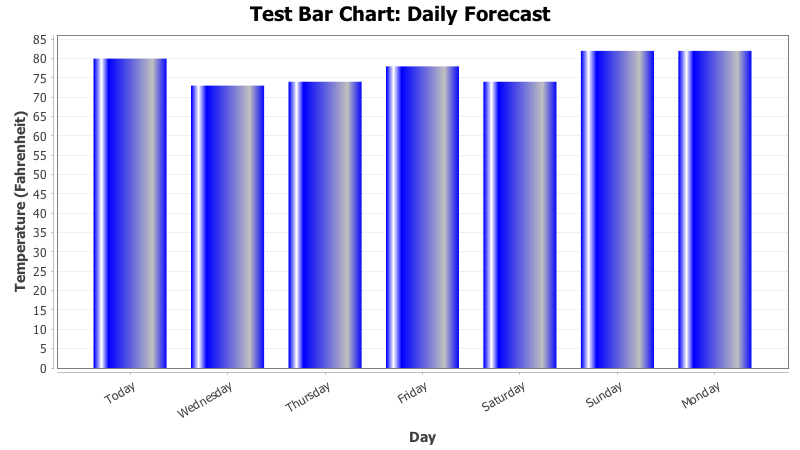 Test Bar Chart: Daily Forecast
Temperature (Fahrenheit)
85
80
75
70
65
60
55
50
45
40
35
30
25
20
15
10
5
0
Today
Wednesday
Thursday
Friday
Saturday
Sunday
Monday
Day